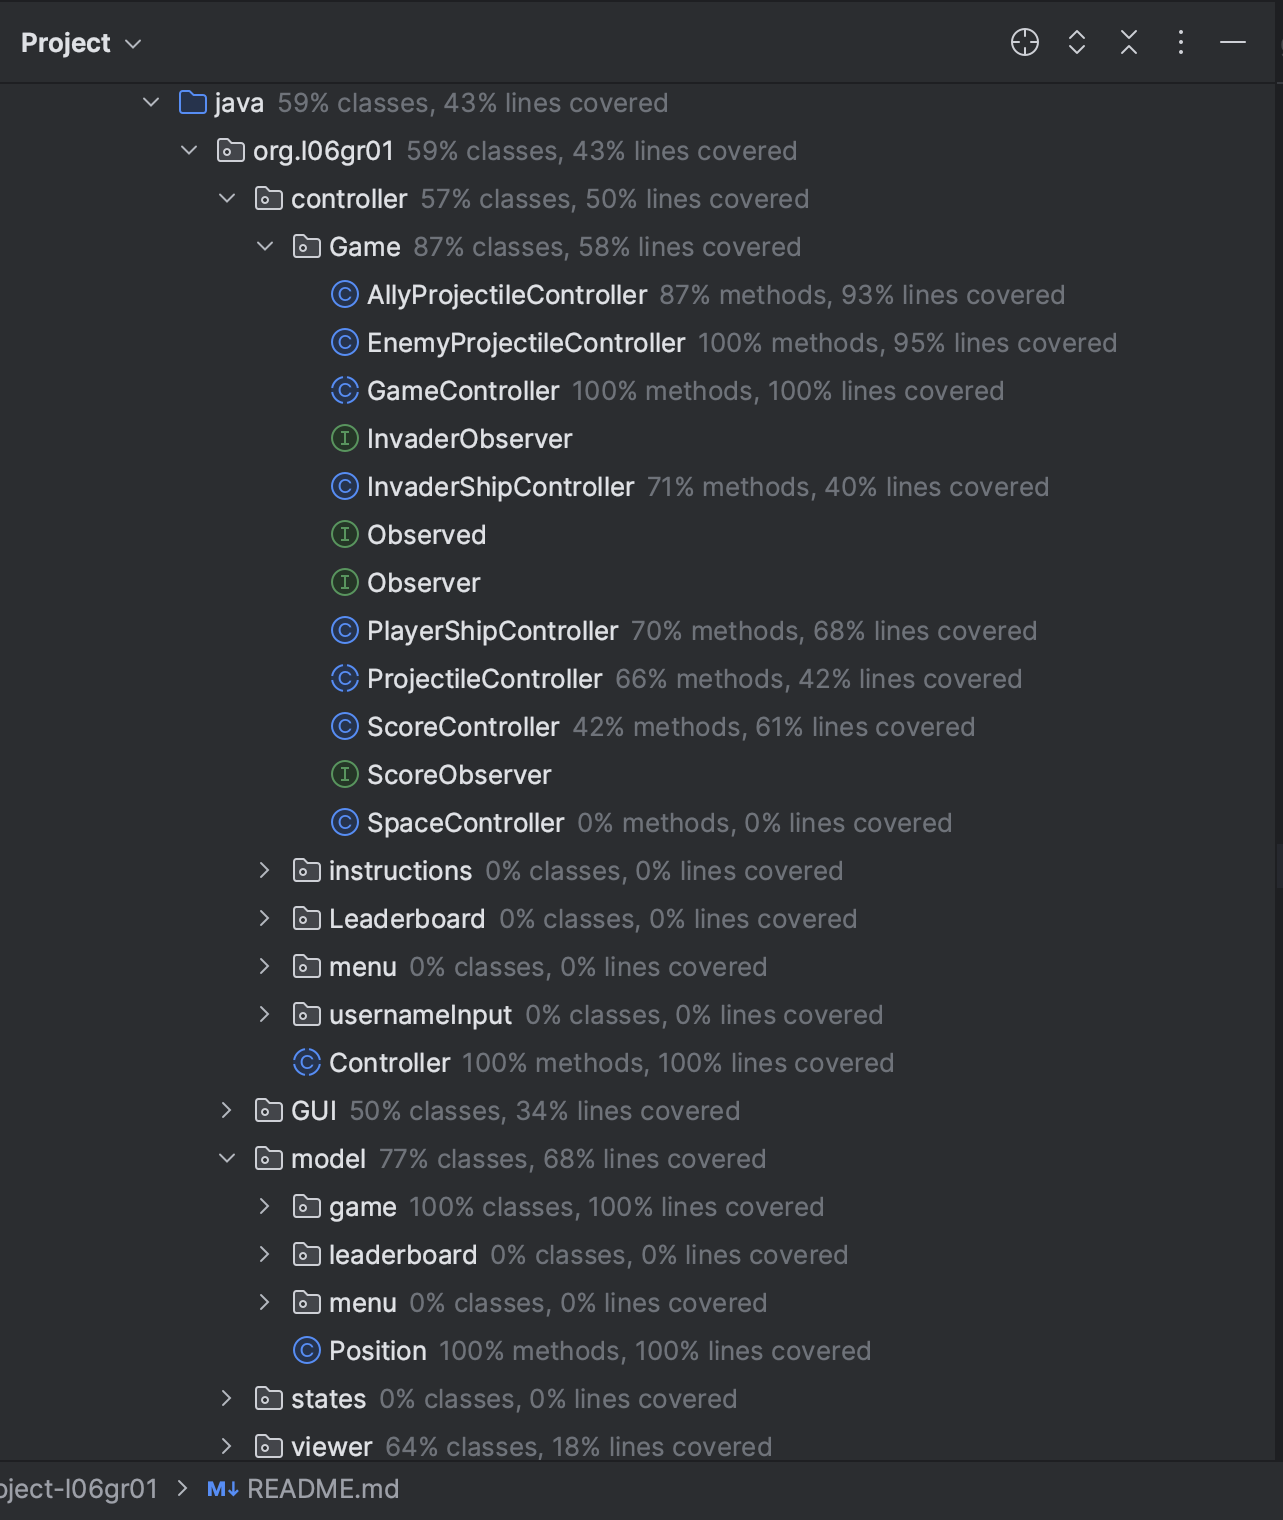 Project
java 59% classes, 43% lines covered
org.l06gr01 59% classes, 43% lines covered
controller 57% classes, 50% lines covered
Game 87% classes, 58% lines covered
AllyProjectileController 87% methods, 93% lines covered
EnemyProjectileController 100% methods, 95% lines covered
GameController 100% methods, 100% lines covered
InvaderObserver
InvaderShipController 71% methods, 40% lines covered
Observed
Observer
PlayerShipController 70% methods, 68% lines covered
ProjectileController 66% methods, 42% lines covered
ScoreController 42% methods, 61% lines covered
ScoreObserver
SpaceController 0% methods, 0% lines covered
instructions 0% classes, 0% lines covered
Leaderboard 0% classes, 0% lines covered
menu 0% classes, 0% lines covered
usernameInput 0% classes, 0% lines covered
Controller 100% methods, 100% lines covered
GUI 50% classes, 34% lines covered
model 77% classes, 68% lines covered
game 100% classes, 100% lines covered
leaderboard 0% classes, 0% lines covered
menu 0% classes, 0% lines covered
Position 100% methods, 100% lines covered
states 0% classes, 0% lines covered
viewer 64% classes, 18% lines covered
oject-l06gr01 > M↓ README.md